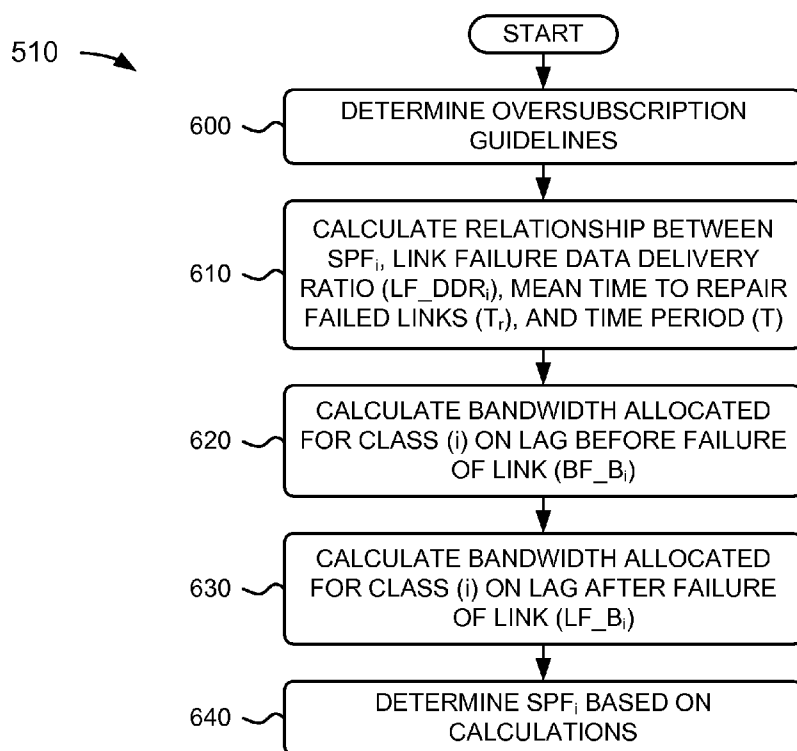 START
510
600
DETERMINE OVERSUBSCRIPTION
GUIDELINES
610
CALCULATE RELATIONSHIP BETWEEN
SPFᵢ, LINK FAILURE DATA DELIVERY
RATIO (LF_DDRᵢ), MEAN TIME TO REPAIR
FAILED LINKS (Tᵣ), AND TIME PERIOD (T)
620
CALCULATE BANDWIDTH ALLOCATED
FOR CLASS (i) ON LAG BEFORE FAILURE
OF LINK (BF_Bᵢ)
630
CALCULATE BANDWIDTH ALLOCATED
FOR CLASS (i) ON LAG AFTER FAILURE
OF LINK (LF_Bᵢ)
640
DETERMINE SPFᵢ BASED ON
CALCULATIONS